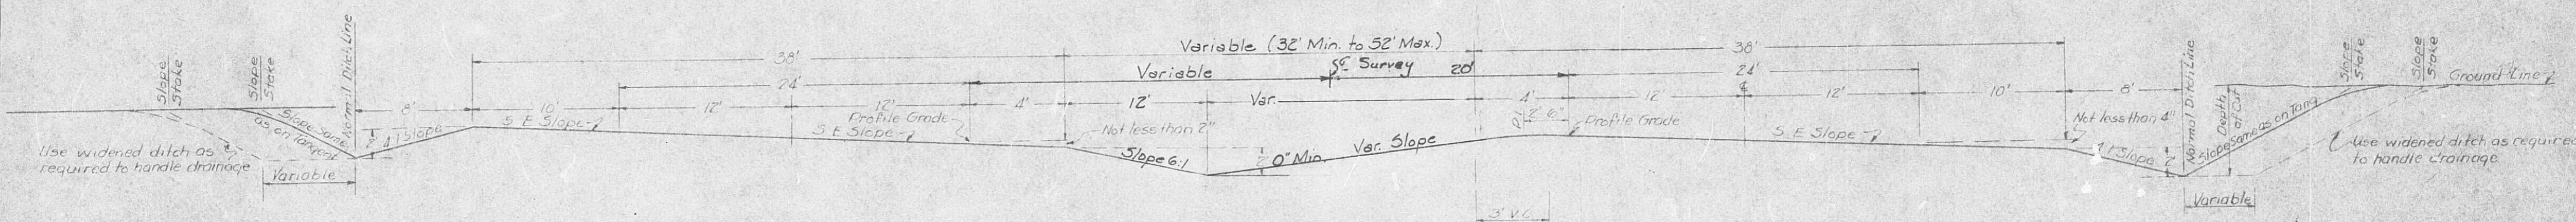 Slope
Stake
Slope
Stake
Normal Ditch Line
8'
38'
24'
10'
12'
12'
4'
Variable (32' Min. to 52' Max.)
Variable
Survey
20'
12'
Var.
38'
24'
4'
12'
12'
10'
8'
Normal Ditch Line
Depth
of Cut
Slope
Stake
Slope
Stake
Ground Line
Slope Same
as on Tangent
4:1 Slope
2'
S.E. Slope
S.E. Slope
Profile Grade
Not less than 2"
Slope 6:1
2'
0" Min.
Var. Slope
2'-6"
Profile Grade
S.E. Slope
Not less than 4"
4:1 Slope
2'
Slope same as on Tang
Use widened ditch as
required to handle drainage
Variable
3' V.C.
Use widened ditch as required
to handle drainage
Variable